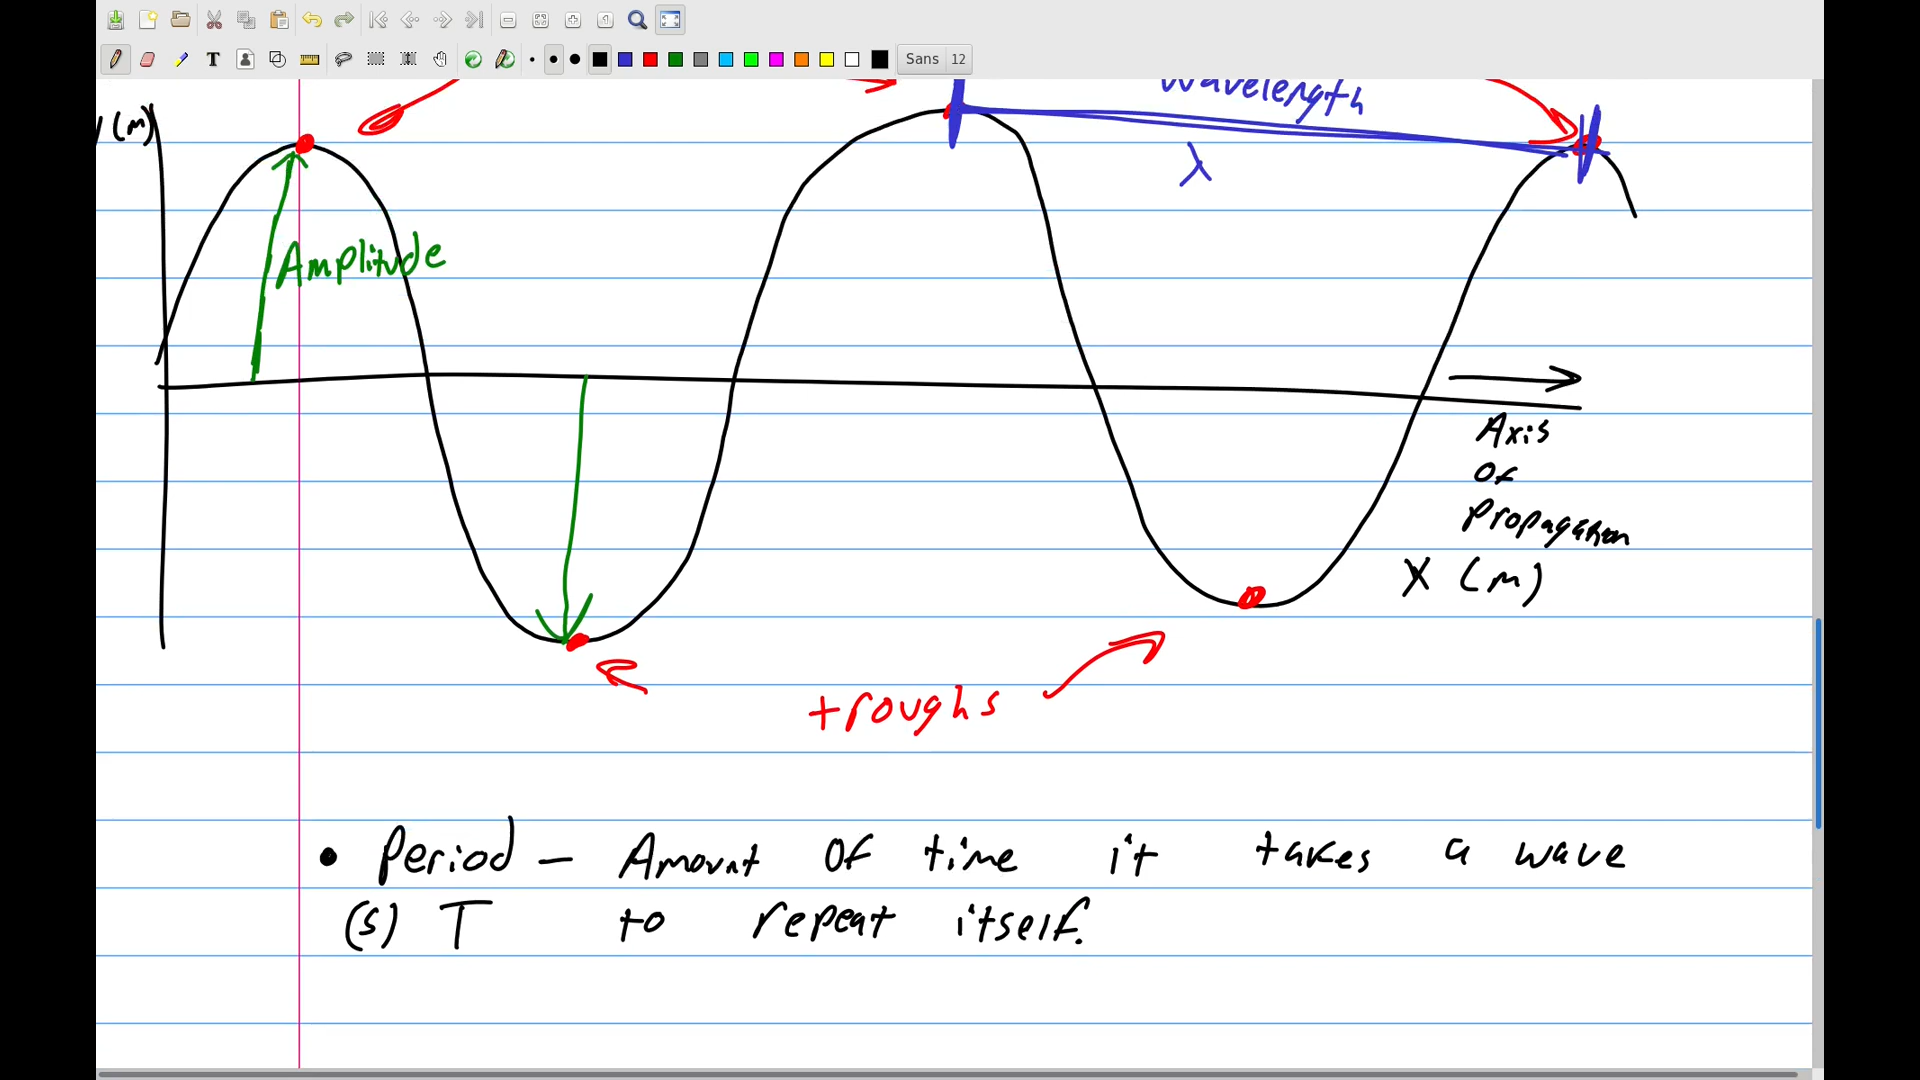 Sans 12
wavelength
(m)
λ
Amplitude
Axis
Of
Propagation
X (m)
troughs
• Period – Amount Of time it takes a wave
(s) T to repeat itself.